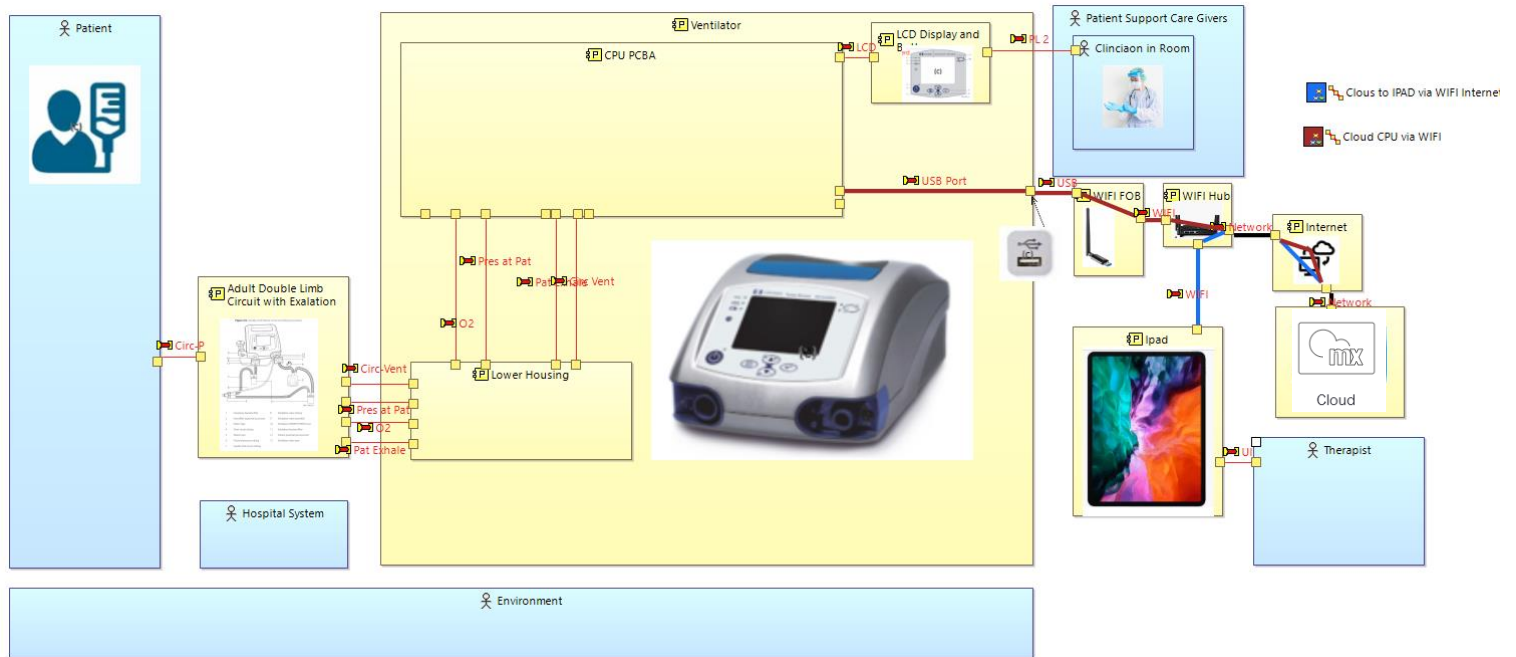 Patient
Ventilator
CPU PCBA
LCD
LCD Display and
PL 2
Patient Support Care Givers
Clinciaon in Room
Clous to IPAD via WIFI Internet
Cloud CPU via WIFI
USB Port
USB
WIFI FOB
WIFI
WIFI Hub
Network
Internet
Pres at Pat
Pat Exhale
Circ Vent
O2
Adult Double Limb
Circuit with Exalation
Circ-P
Circ-Vent
Pres at Pat
O2
Pat Exhale
Lower Housing
WIFI
Network
mx
Cloud
Ipad
UI
Therapist
Hospital System
Environment